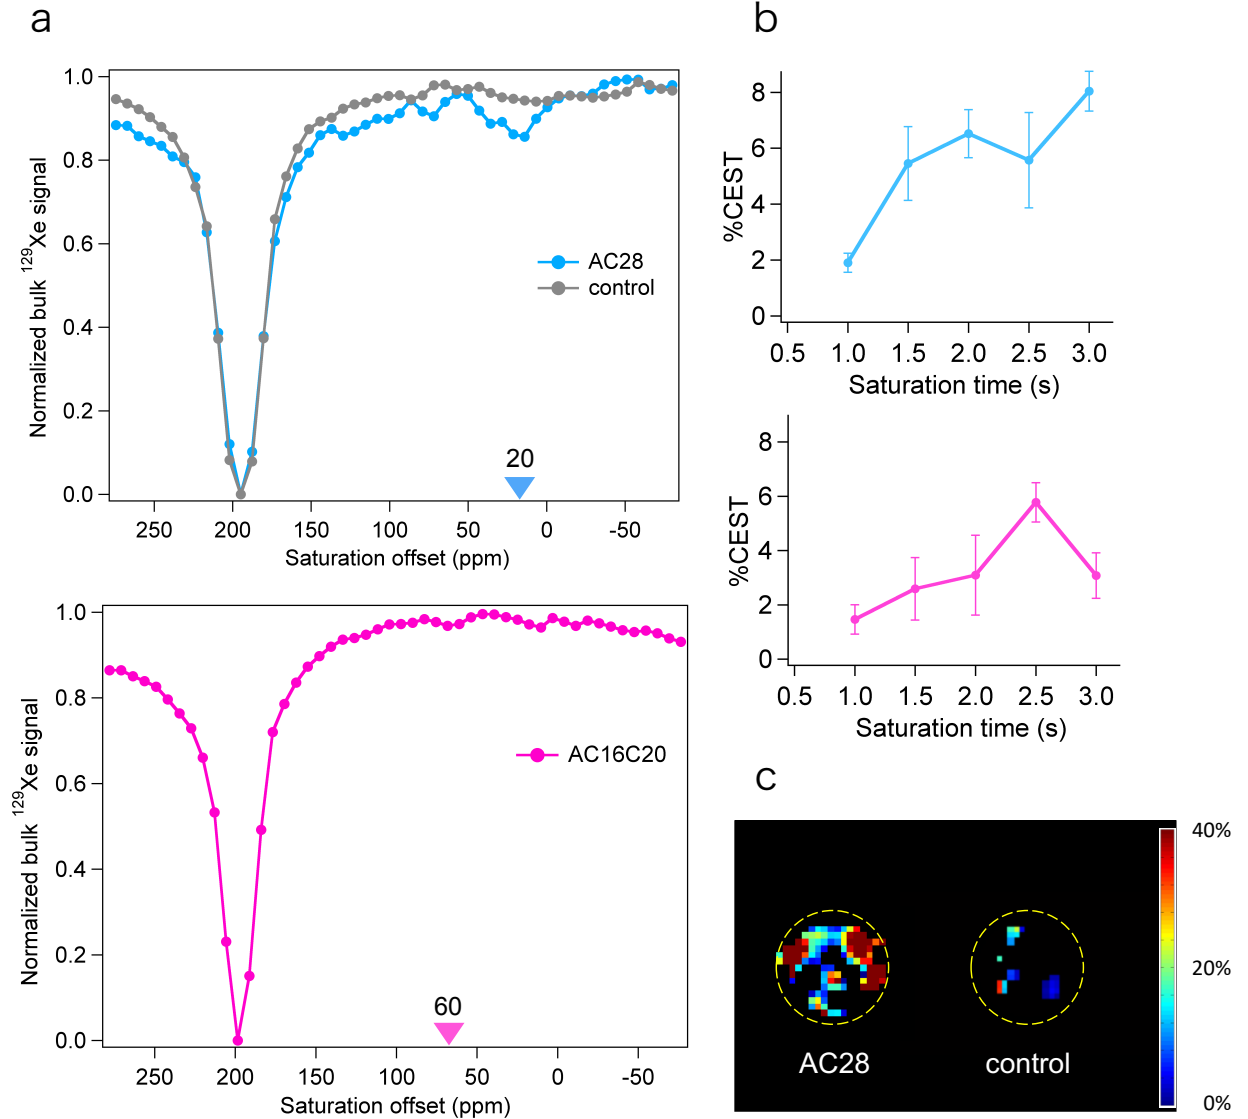 a
1.0
0.8
0.6
0.4
0.2
0.0
Normalized bulk ¹²⁹Xe signal
AC28
control
20
250 200 150 100 50 0 -50
Saturation offset (ppm)
1.0
0.8
0.6
0.4
0.2
0.0
Normalized bulk ¹²⁹Xe signal
AC16C20
60
250 200 150 100 50 0 -50
Saturation offset (ppm)
b
8
6
4
2
0
%CEST
0.5 1.0 1.5 2.0 2.5 3.0
Saturation time (s)
8
6
4
2
0
%CEST
0.5 1.0 1.5 2.0 2.5 3.0
Saturation time (s)
c
40%
20%
0%
AC28 control